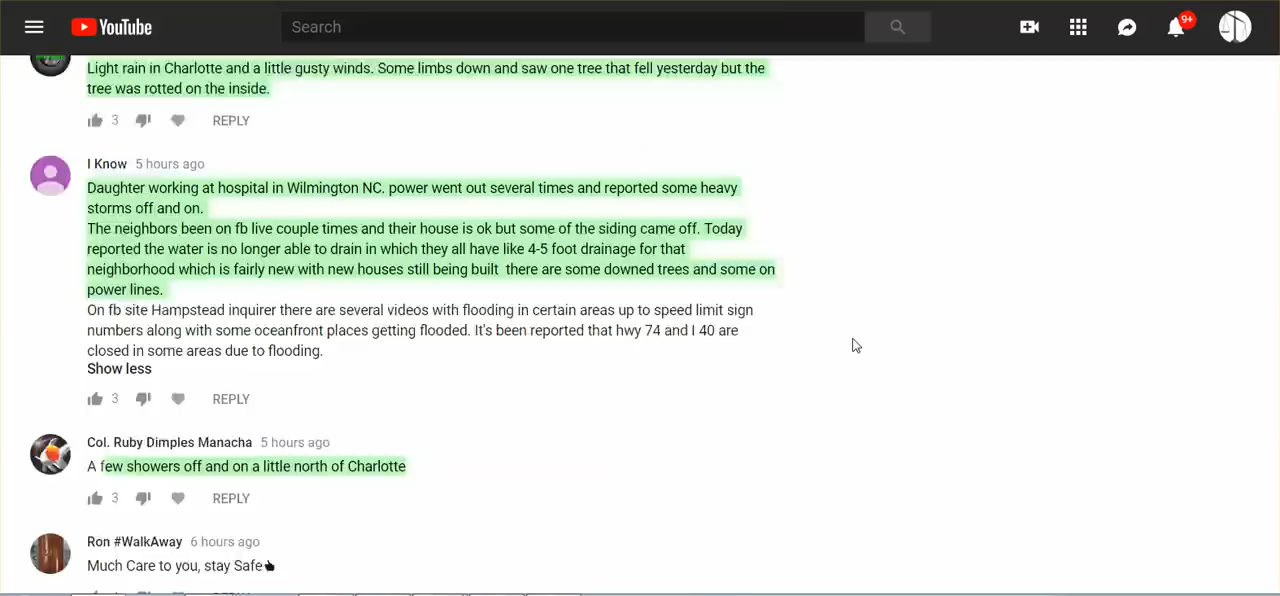 YouTube
Search
9+
Light rain in Charlotte and a little gusty winds. Some limbs down and saw one tree that fell yesterday but the
tree was rotted on the inside.
3 REPLY
I Know 5 hours ago
Daughter working at hospital in Wilmington NC. power went out several times and reported some heavy
storms off and on.
The neighbors been on fb live couple times and their house is ok but some of the siding came off. Today
reported the water is no longer able to drain in which they all have like 4-5 foot drainage for that
neighborhood which is fairly new with new houses still being built there are some downed trees and some on
power lines.
On fb site Hampstead inquirer there are several videos with flooding in certain areas up to speed limit sign
numbers along with some oceanfront places getting flooded. It's been reported that hwy 74 and I 40 are
closed in some areas due to flooding.
Show less
3 REPLY
Col. Ruby Dimples Manacha 5 hours ago
A few showers off and on a little north of Charlotte
3 REPLY
Ron #WalkAway 6 hours ago
Much Care to you, stay Safe